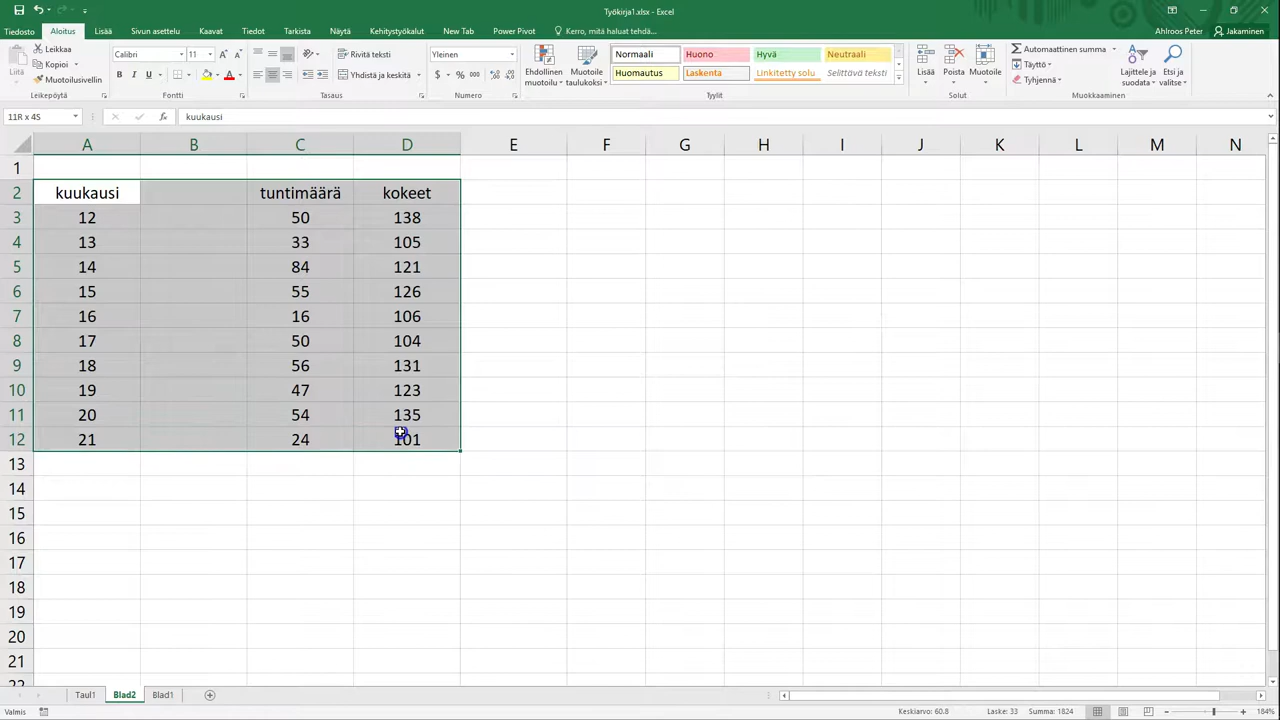 Työkirja1.xlsx - Excel
Tiedosto Aloitus Lisää Sivun asettelu Kaavat Tiedot Tarkista Näytä Kehitystyökalut New Tab Power Pivot Kerro, mitä haluat tehdä... Ahlroos Peter Jakaminen
Liitä
Leikkaa
Kopioi
Muotoilusivellin
Leikepöytä
Calibri 11
B I U
Fontti
Rivitä teksti
Yhdistä ja keskitä
Tasaus
Yleinen
Numero
Ehdollinen muotoilu
Muotoile taulukoksi
Normaali Huono Hyvä Neutraali
Huomautus Laskenta Linkitetty solu Selittävä teksti
Tyylit
Lisää Poista Muotoile
Solut
Automaattinen summa
Täyttö
Tyhjennä
Lajittele ja suodata
Etsi ja valitse
Muokkaaminen
11R x 4S fx kuukausi
A B C D E F G H I J K L M N
1
2 kuukausi tuntimäärä kokeet
3 12 50 138
4 13 33 105
5 14 84 121
6 15 55 126
7 16 16 106
8 17 50 104
9 18 56 131
10 19 47 123
11 20 54 135
12 21 24 101
13
14
15
16
17
18
19
20
21
22
Taul1 Blad2 Blad1
Valmis Keskiarvo: 60.8 Laske: 33 Summa: 1824 184%